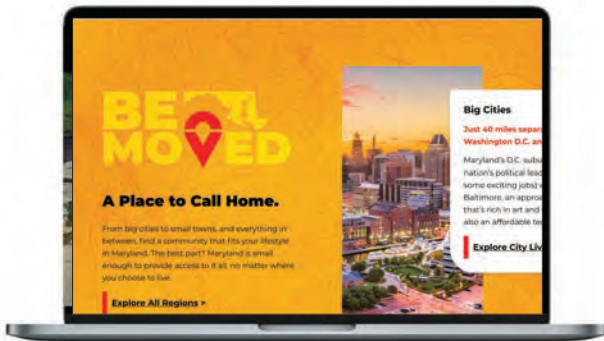 BE
MOVED
A Place to Call Home.
From big cities to small towns, and everything in
between, find a community that fits your lifestyle
in Maryland. The best part? Maryland is small
enough to provide access to it all, no matter where
you choose to live.
Explore All Regions >
Big Cities
Just 40 miles separ
Washington D.C. an
Maryland's D.C. subu
nation's political lead
some exciting jobs) w
Baltimore, an approa
that's rich in art and
also an affordable te
Explore City Liv